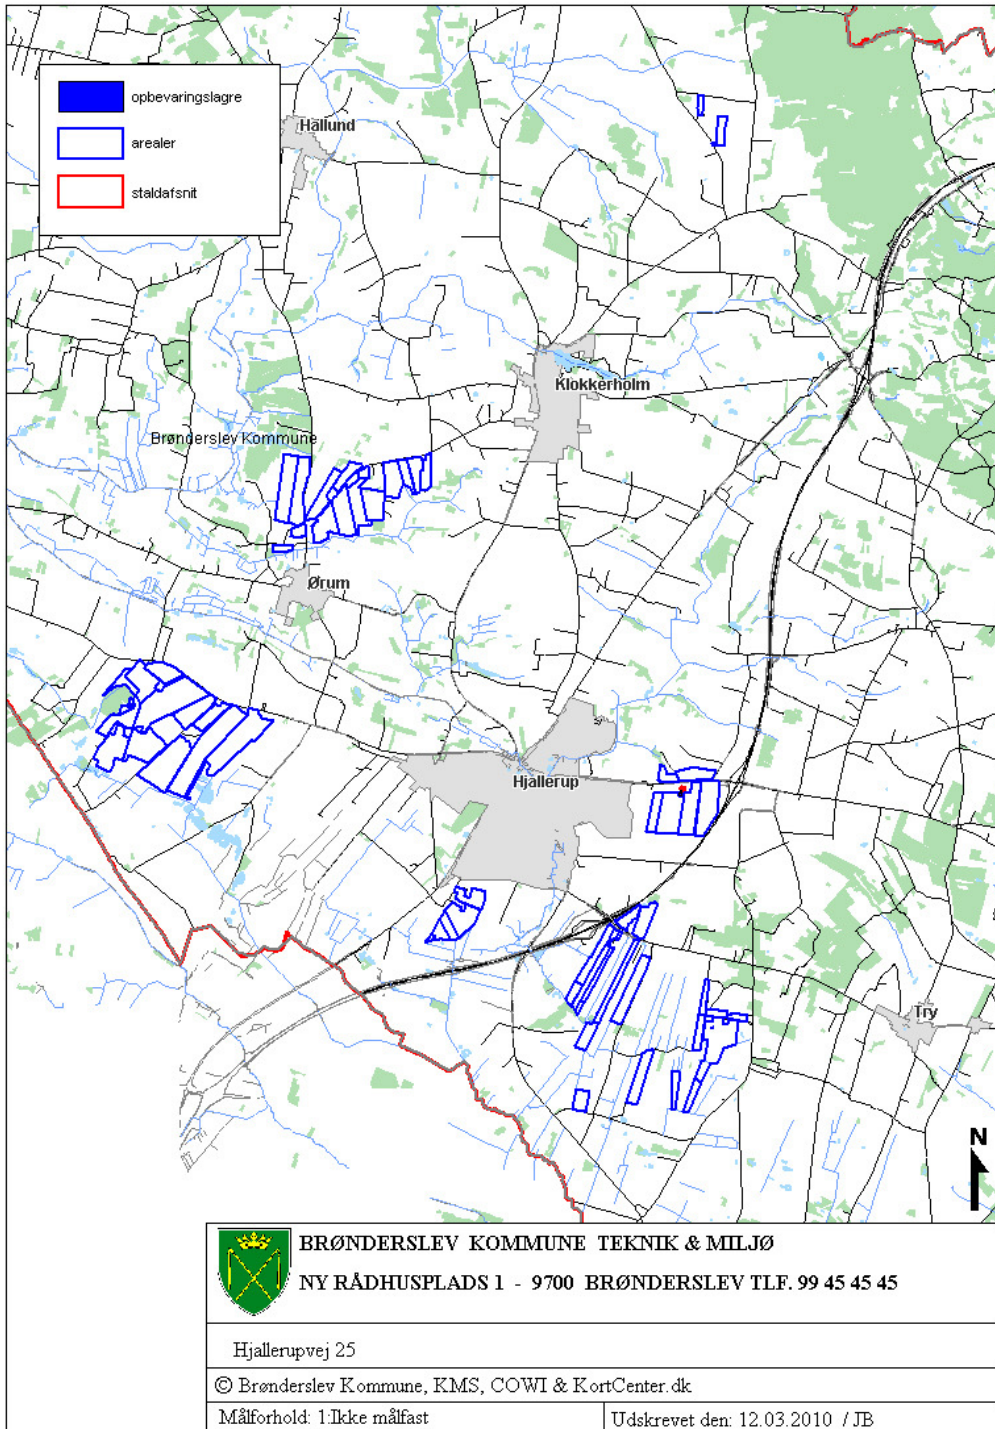 opbevaringslagre
arealer
staldafsnit
Hallund
Klokkerholm
Brønderslev Kommune
Ørum
Hjallerup
Try
N
BRØNDERSLEV KOMMUNE TEKNIK & MILJØ
NY RÅDHUSPLADS 1 - 9700 BRØNDERSLEV TLF. 99 45 45 45
Hjallerupvej 25
© Brønderslev Kommune, KMS, COWI & KortCenter.dk
Målforhold: 1:Ikke målfast
Udskrevet den: 12.03.2010 / JB